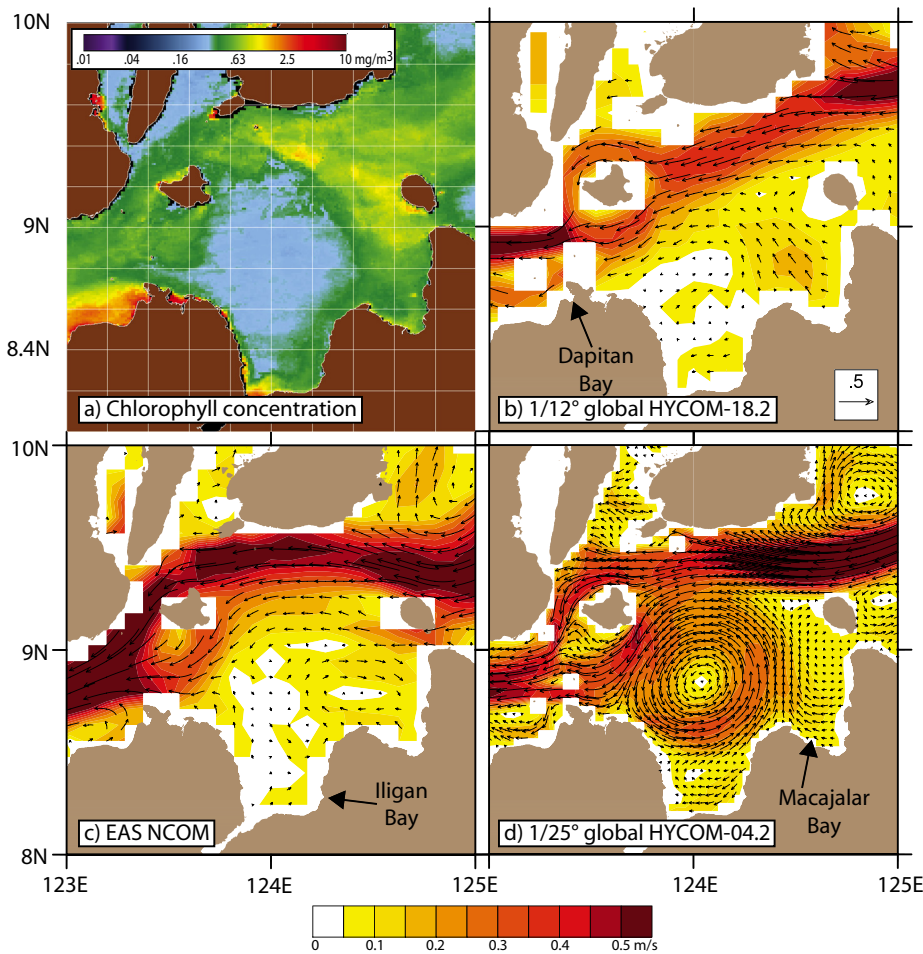 10N
.01 .04 .16 .63 2.5 10 mg/m3
9N
8.4N
a) Chlorophyll concentration
Dapitan
Bay
.5
b) 1/12° global HYCOM-18.2
10N
9N
8N
Iligan
Bay
c) EAS NCOM
Macajalar
Bay
d) 1/25° global HYCOM-04.2
123E 124E 125E 124E 125E
0 0.1 0.2 0.3 0.4 0.5 m/s